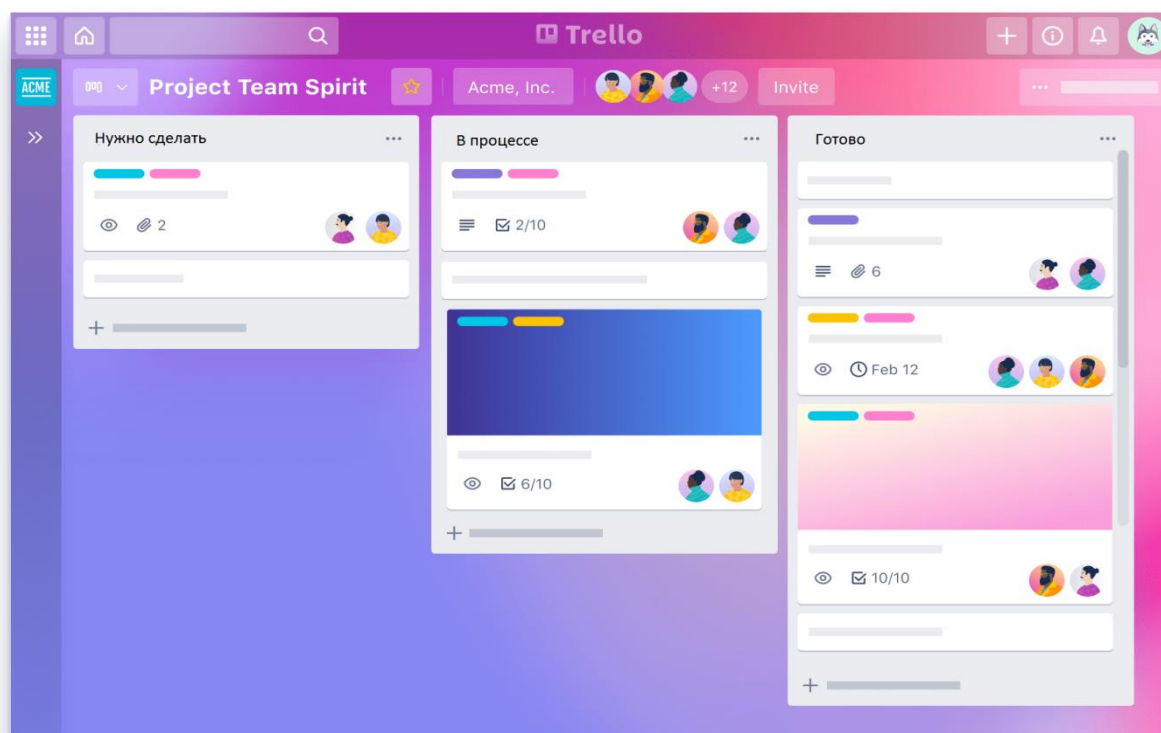 Trello
ACME
Project Team Spirit
Acme, Inc.
+12
Invite
Нужно сделать
2
В процессе
2/10
6/10
Готово
6
Feb 12
10/10